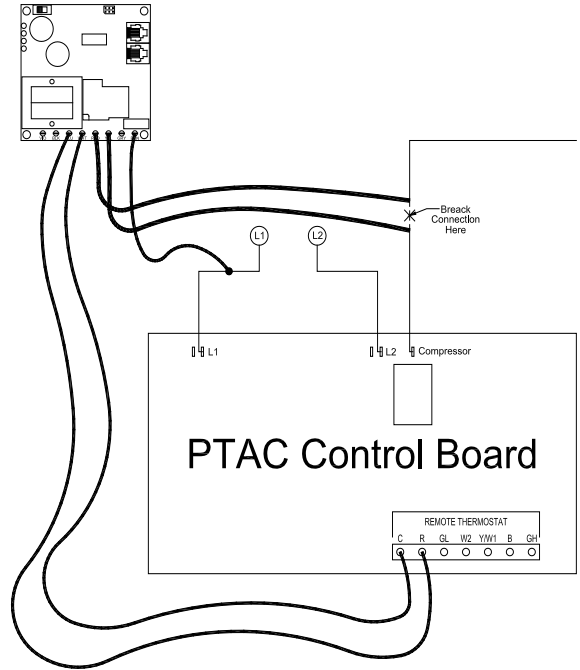 Breack
Connection
Here
L1
L2
L1
L2
Compressor
PTAC Control Board
REMOTE THERMOSTAT
C R GL W2 Y/W1 B GH